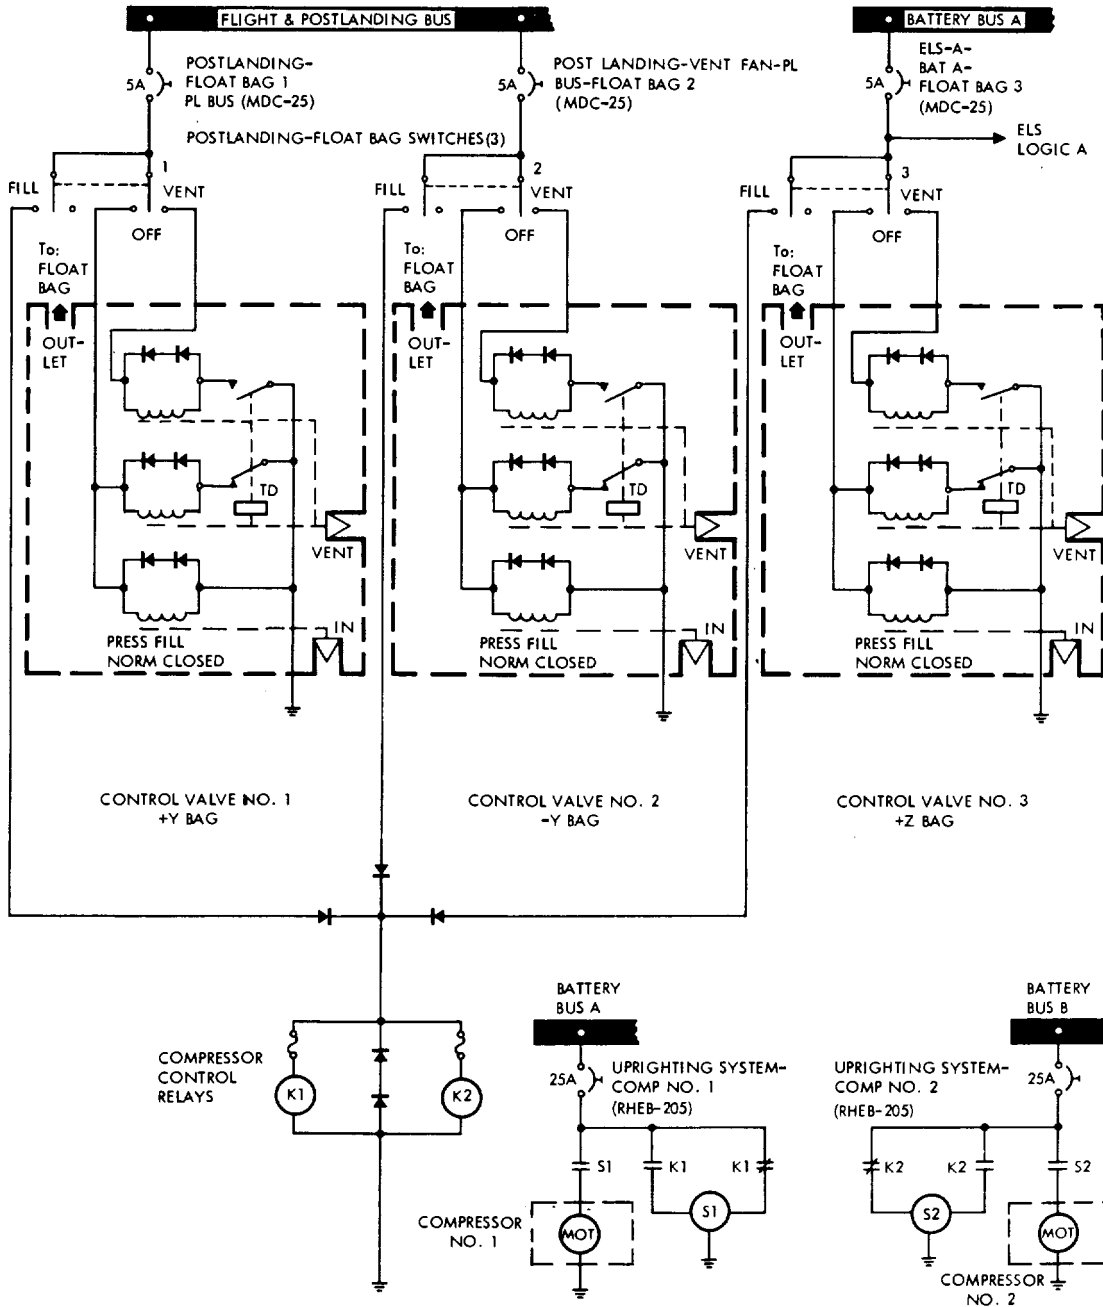 FLIGHT & POSTLANDING BUS
BATTERY BUS A
5A
POSTLANDING-
FLOAT BAG 1
PL BUS (MDC-25)
5A
POST LANDING-VENT FAN-PL
BUS-FLOAT BAG 2
(MDC-25)
5A
ELS-A-
BAT A-
FLOAT BAG 3
(MDC-25)
POSTLANDING-FLOAT BAG SWITCHES(3)
ELS
LOGIC A
FILL
1
VENT
OFF
FILL
2
VENT
OFF
FILL
3
VENT
OFF
To:
FLOAT
BAG
OUT-
LET
TD
VENT
IN
PRESS FILL
NORM CLOSED
To:
FLOAT
BAG
OUT-
LET
TD
VENT
IN
PRESS FILL
NORM CLOSED
To:
FLOAT
BAG
OUT-
LET
TD
VENT
IN
PRESS FILL
NORM CLOSED
CONTROL VALVE NO. 1
+Y BAG
CONTROL VALVE NO. 2
-Y BAG
CONTROL VALVE NO. 3
+Z BAG
COMPRESSOR
CONTROL
RELAYS
K1
K2
BATTERY
BUS A
25A
UPRIGHTING SYSTEM-
COMP NO. 1
(RHEB-205)
S1
K1
K1
S1
MOT
COMPRESSOR
NO. 1
BATTERY
BUS B
UPRIGHTING SYSTEM-
COMP NO. 2
(RHEB-205)
25A
K2
K2
S2
S2
MOT
COMPRESSOR
NO. 2